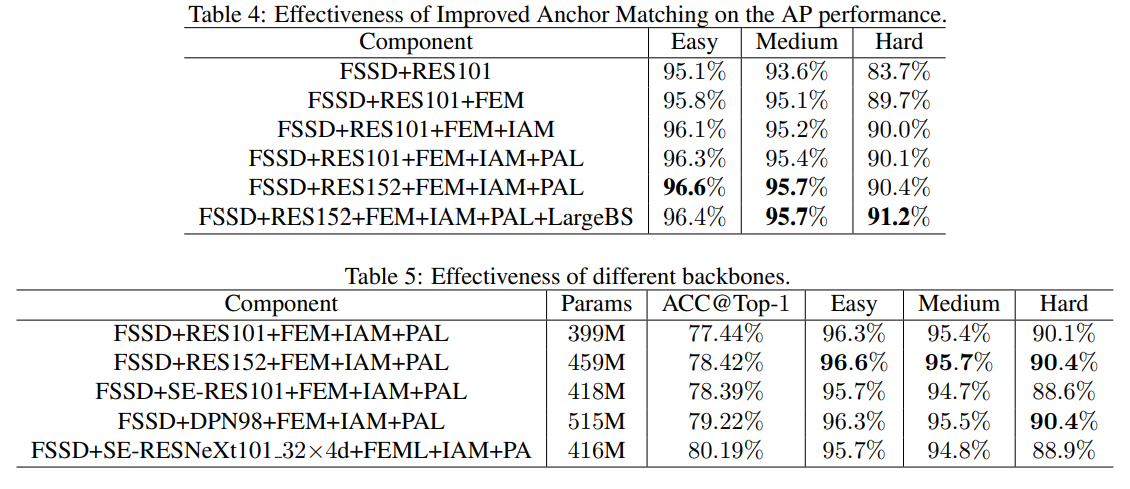 Table 4: Effectiveness of Improved Anchor Matching on the AP performance.
Component Easy Medium Hard
FSSD+RES101 95.1% 93.6% 83.7%
FSSD+RES101+FEM 95.8% 95.1% 89.7%
FSSD+RES101+FEM+IAM 96.1% 95.2% 90.0%
FSSD+RES101+FEM+IAM+PAL 96.3% 95.4% 90.1%
FSSD+RES152+FEM+IAM+PAL 96.6% 95.7% 90.4%
FSSD+RES152+FEM+IAM+PAL+LargeBS 96.4% 95.7% 91.2%
Table 5: Effectiveness of different backbones.
Component Params ACC@Top-1 Easy Medium Hard
FSSD+RES101+FEM+IAM+PAL 399M 77.44% 96.3% 95.4% 90.1%
FSSD+RES152+FEM+IAM+PAL 459M 78.42% 96.6% 95.7% 90.4%
FSSD+SE-RES101+FEM+IAM+PAL 418M 78.39% 95.7% 94.7% 88.6%
FSSD+DPN98+FEM+IAM+PAL 515M 79.22% 96.3% 95.5% 90.4%
FSSD+SE-RESNeXt101_32×4d+FEML+IAM+PA 416M 80.19% 95.7% 94.8% 88.9%